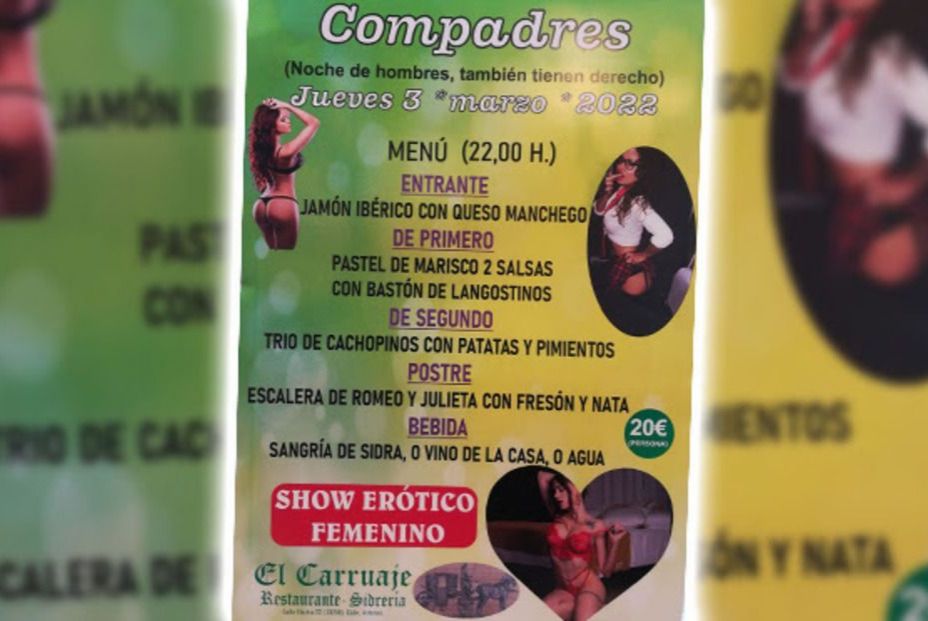 Compadres
(Noche de hombres, también tienen derecho)
Jueves 3 *marzo *2022
MENÚ (22,00 H.)
ENTRANTE
JAMÓN IBÉRICO CON QUESO MANCHEGO
DE PRIMERO
PASTEL DE MARISCO 2 SALSAS
CON BASTÓN DE LANGOSTINOS
DE SEGUNDO
TRIO DE CACHOPINOS CON PATATAS Y PIMIENTOS
POSTRE
ESCALERA DE ROMEO Y JULIETA CON FRESÓN Y NATA
BEBIDA
20€
(PERSONA)
SANGRÍA DE SIDRA, O VINO DE LA CASA, O AGUA
SHOW ERÓTICO
FEMENINO
El Carruaje
Restaurante - Sidrería